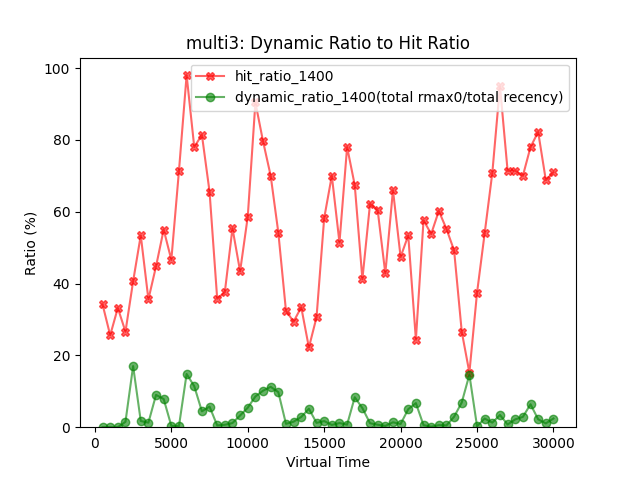 multi3: Dynamic Ratio to Hit Ratio
hit_ratio_1400
dynamic_ratio_1400(total rmax0/total recency)
Ratio (%)
100
80
60
40
20
0
0 5000 10000 15000 20000 25000 30000
Virtual Time